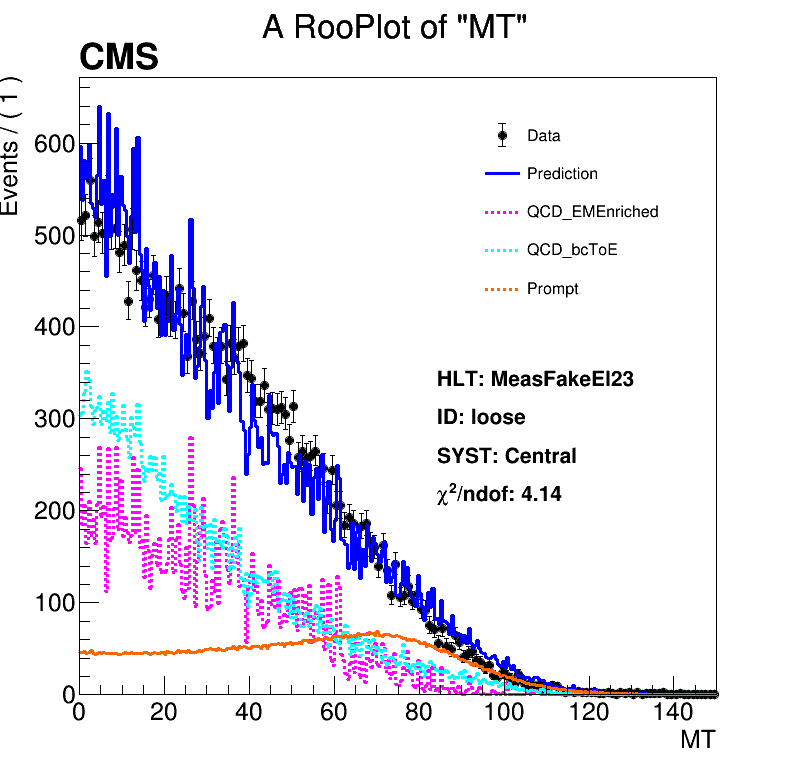 A RooPlot of "MT"
CMS
Events / ( 1 )
600
500
400
300
200
100
0
Data
Prediction
QCD_EMEnriched
QCD_bcToE
Prompt
HLT: MeasFakeEl23
ID: loose
SYST: Central
χ²/ndof: 4.14
0 20 40 60 80 100 120 140
MT